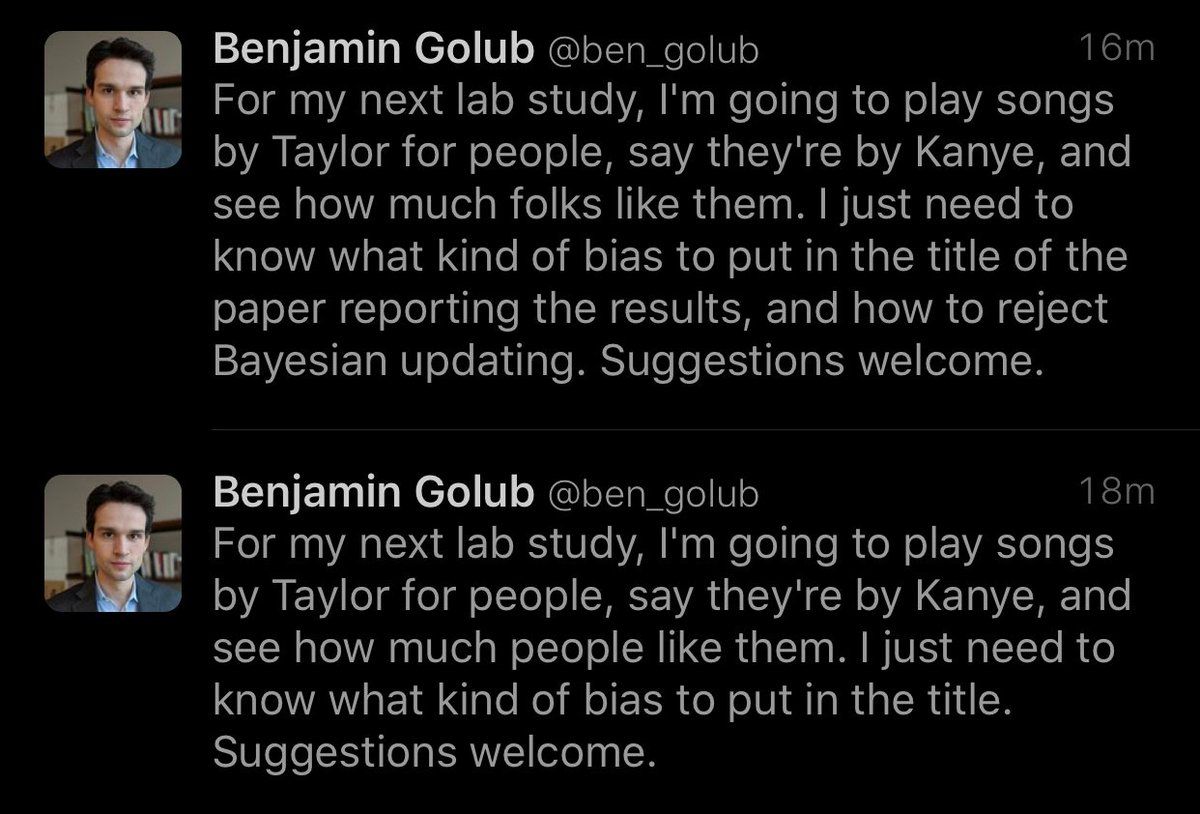 Benjamin Golub @ben_golub 16m
For my next lab study, I'm going to play songs
by Taylor for people, say they're by Kanye, and
see how much folks like them. I just need to
know what kind of bias to put in the title of the
paper reporting the results, and how to reject
Bayesian updating. Suggestions welcome.
Benjamin Golub @ben_golub 18m
For my next lab study, I'm going to play songs
by Taylor for people, say they're by Kanye, and
see how much people like them. I just need to
know what kind of bias to put in the title.
Suggestions welcome.